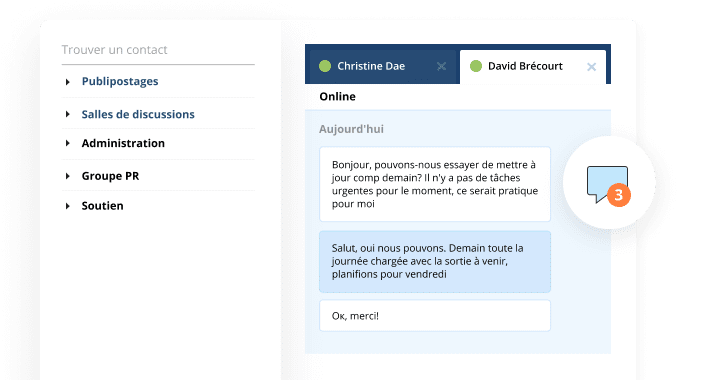 Trouver un contact
Publipostages
Salles de discussions
Administration
Groupe PR
Soutien
Christine Dae
David Brécourt
Online
Aujourd'hui
Bonjour, pouvons-nous essayer de mettre à
jour comp demain? Il n'y a pas de tâches
urgentes pour le moment, ce serait pratique
pour moi
Salut, oui nous pouvons. Demain toute la
journée chargée avec la sortie à venir,
planifions pour vendredi
Ок, merci!
3